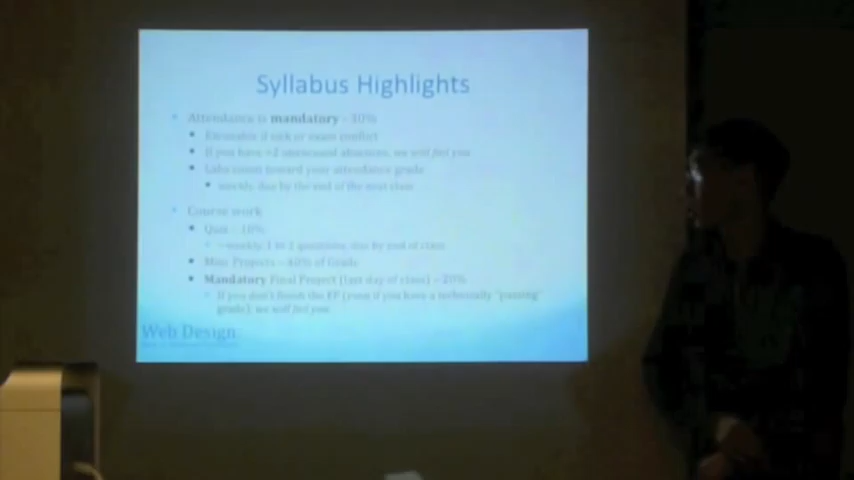 Syllabus Highlights
Attendance is mandatory - 30%
Excusable if sick or exam conflict
If you have >2 unexcused absences, we will fail you
Labs count toward your attendance grade
weekly, due by the end of the next class
Course work
Quiz - 10%
weekly, 1 to 2 questions, due by end of class
Mini Projects - 40% of Grade
Mandatory Final Project (last day of class) - 20%
If you don't finish the FP (even if you have a technically "passing"
grade), we will fail you
Web Design